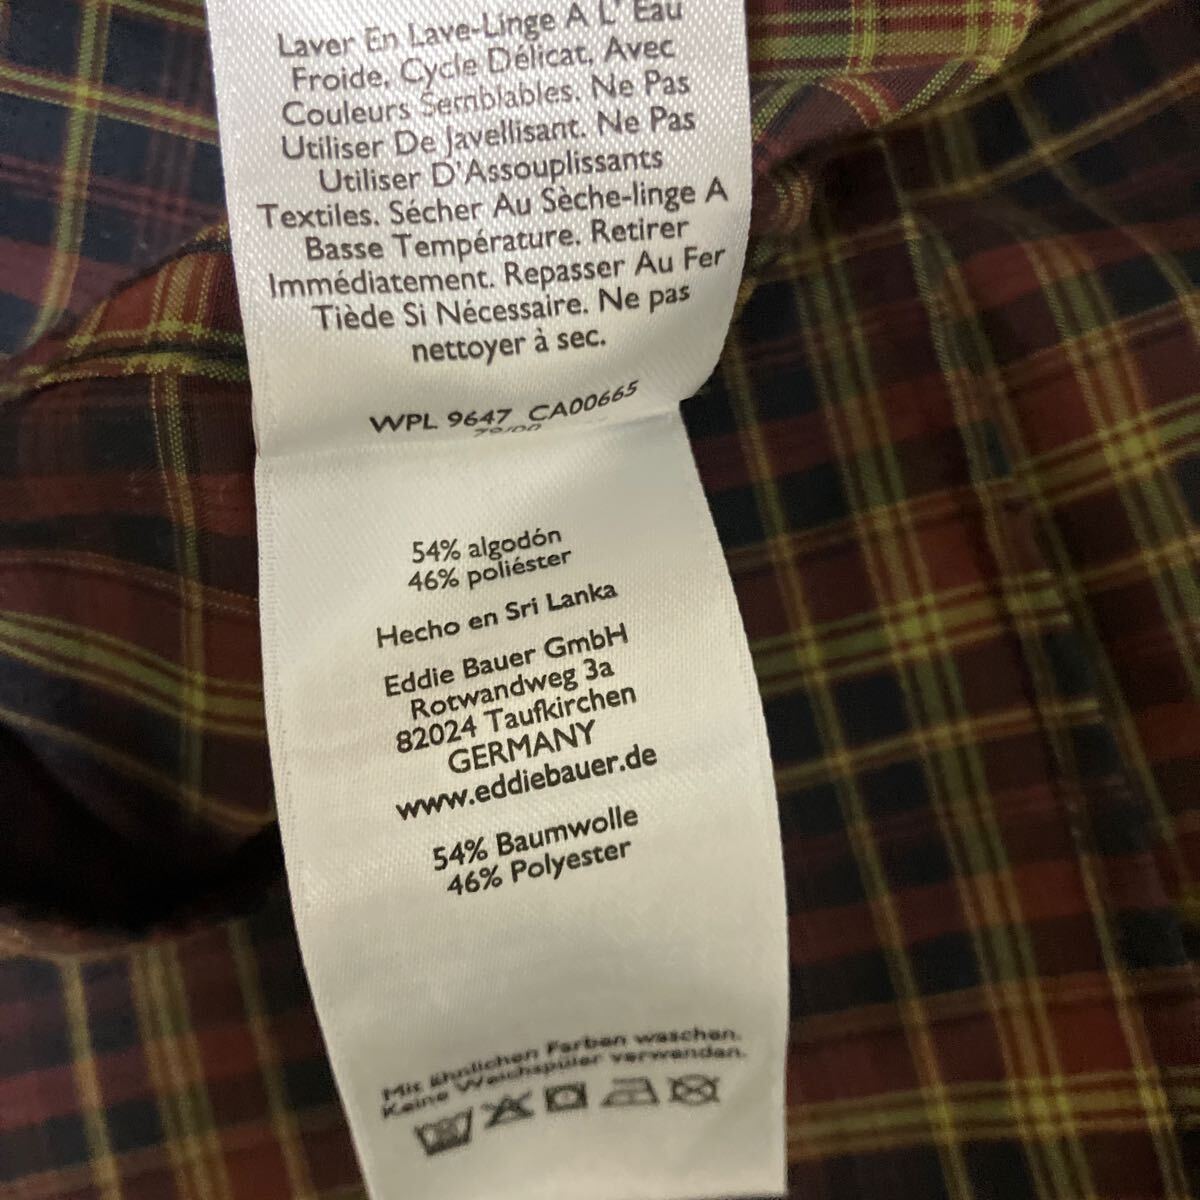 Laver En Lave-Linge A L' Eau
Froide, Cycle Délicat, Avec
Couleurs Semblables. Ne Pas
Utiliser De Javellisant. Ne Pas
Utiliser D'Assouplissants
Textiles. Sécher Au Sèche-linge A
Basse Température. Retirer
Immédiatement. Repasser Au Fer
Tiède Si Nécessaire. Ne pas
nettoyer à sec.
WPL 9647 CA00665
54% algodón
46% poliéster
Hecho en Sri Lanka
Eddie Bauer GmbH
Rotwandweg 3a
82024 Taufkirchen
GERMANY
www.eddiebauer.de
54% Baumwolle
46% Polyester
Mit ähnlichen Farben waschen.
Keine Weichspüler verwenden.